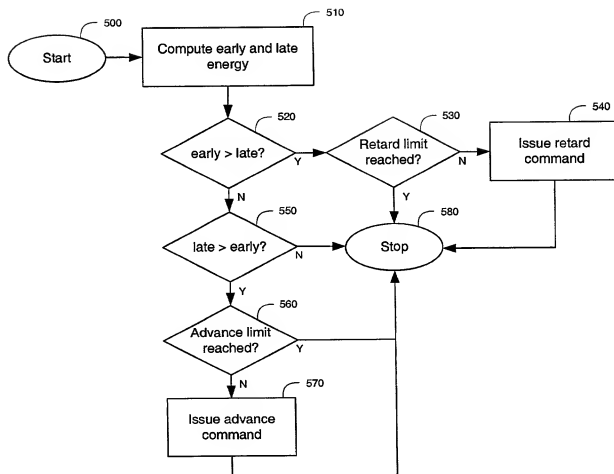 500
Start
510
Compute early and late
energy
520
early > late?
Y
N
530
Retard limit
reached?
N
Y
540
Issue retard
command
550
late > early?
N
Y
580
Stop
560
Advance limit
reached?
Y
N
570
Issue advance
command